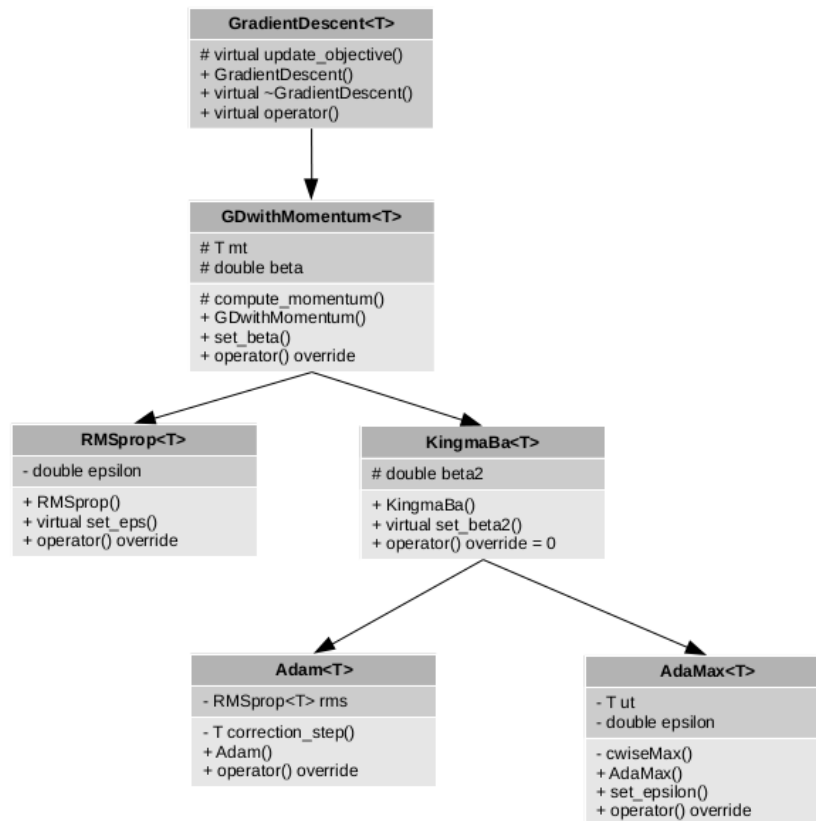 GradientDescent<T>
# virtual update_objective()
+ GradientDescent()
+ virtual ~GradientDescent()
+ virtual operator()
GDwithMomentum<T>
# T mt
# double beta
# compute_momentum()
+ GDwithMomentum()
+ set_beta()
+ operator() override
RMSprop<T>
- double epsilon
+ RMSprop()
+ virtual set_eps()
+ operator() override
KingmaBa<T>
# double beta2
+ KingmaBa()
+ virtual set_beta2()
+ operator() override = 0
Adam<T>
- RMSprop<T> rms
- T correction_step()
+ Adam()
+ operator() override
AdaMax<T>
- T ut
- double epsilon
- cwiseMax()
+ AdaMax()
+ set_epsilon()
+ operator() override